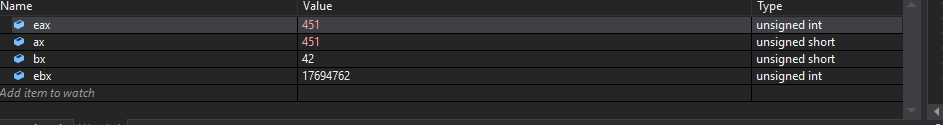 Name Value Type
eax 451 unsigned int
ax 451 unsigned short
bx 42 unsigned short
ebx 17694762 unsigned int
Add item to watch